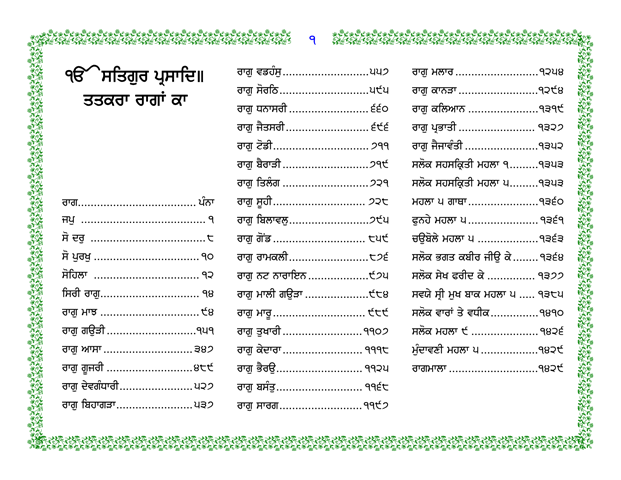 ੧
ੴ ਸਤਿਗੁਰ ਪ੍ਰਸਾਦਿ॥
ਤਤਕਰਾ ਰਾਗਾਂ ਕਾ
ਰਾਗ.................................... ਪੰਨਾ
ਜਪੁ ...................................... ੧
ਸੋ ਦਰੁ ................................... ੮
ਸੋ ਪੁਰਖੁ ................................ ੧੦
ਸੋਹਿਲਾ ................................ ੧੨
ਸਿਰੀ ਰਾਗੁ.............................. ੧੪
ਰਾਗੁ ਮਾਝ .............................. ੯੪
ਰਾਗੁ ਗਉੜੀ ...........................੧੫੧
ਰਾਗੁ ਆਸਾ ........................... ੩੪੭
ਰਾਗੁ ਗੂਜਰੀ ...........................੪੮੯
ਰਾਗੁ ਦੇਵਗੰਧਾਰੀ...................... ੫੨੭
ਰਾਗੁ ਬਿਹਾਗੜਾ....................... ੫੩੭
ਰਾਗੁ ਵਡਹੰਸੁ...........................੫੫੭
ਰਾਗੁ ਸੋਰਠਿ............................੫੯੫
ਰਾਗੁ ਧਨਾਸਰੀ ........................ ੬੬੦
ਰਾਗੁ ਜੈਤਸਰੀ.......................... ੬੯੬
ਰਾਗੁ ਟੋਡੀ............................. ੭੧੧
ਰਾਗੁ ਬੈਰਾੜੀ ..........................੭੧੯
ਰਾਗੁ ਤਿਲੰਗ .......................... ੭੨੧
ਰਾਗੁ ਸੂਹੀ............................. ੭੨੮
ਰਾਗੁ ਬਿਲਾਵਲੁ........................੭੯੫
ਰਾਗੁ ਗੋਂਡ ............................ ੮੫੯
ਰਾਗੁ ਰਾਮਕਲੀ.........................੮੭੬
ਰਾਗੁ ਨਟ ਨਾਰਾਇਨ ..................੯੭੫
ਰਾਗੁ ਮਾਲੀ ਗਉੜਾ ...................੯੮੪
ਰਾਗੁ ਮਾਰੂ............................ ੯੮੯
ਰਾਗੁ ਤੁਖਾਰੀ ........................੧੧੦੭
ਰਾਗੁ ਕੇਦਾਰਾ ........................ ੧੧੧੮
ਰਾਗੁ ਭੈਰਉ........................... ੧੧੨੫
ਰਾਗੁ ਬਸੰਤੁ........................... ੧੧੬੮
ਰਾਗੁ ਸਾਰਗ..........................੧੧੯੭
ਰਾਗੁ ਮਲਾਰ..........................੧੨੫੪
ਰਾਗੁ ਕਾਨੜਾ .........................੧੨੯੪
ਰਾਗੁ ਕਲਿਆਨ ......................੧੩੧੯
ਰਾਗੁ ਪ੍ਰਭਾਤੀ ........................ ੧੩੨੭
ਰਾਗੁ ਜੈਜਾਵੰਤੀ ......................੧੩੫੨
ਸਲੋਕ ਸਹਸਕ੍ਰਿਤੀ ਮਹਲਾ ੧.........੧੩੫੩
ਸਲੋਕ ਸਹਸਕ੍ਰਿਤੀ ਮਹਲਾ ੫.........੧੩੫੩
ਮਹਲਾ ੫ ਗਾਥਾ .....................੧੩੬੦
ਫੁਨਹੇ ਮਹਲਾ ੫......................੧੩੬੧
ਚਉਬੋਲੇ ਮਹਲਾ ੫ ...................੧੩੬੩
ਸਲੋਕ ਭਗਤ ਕਬੀਰ ਜੀਉ ਕੇ........ ੧੩੬੪
ਸਲੋਕ ਸੇਖ ਫਰੀਦ ਕੇ ............... ੧੩੭੭
ਸਵਯੇ ਸ੍ਰੀ ਮੁਖ ਬਾਕ ਮਹਲਾ ੫ ..... ੧੩੮੫
ਸਲੋਕ ਵਾਰਾਂ ਤੇ ਵਧੀਕ...............੧੪੧੦
ਸਲੋਕ ਮਹਲਾ ੯ .....................੧੪੨੬
ਮੁੰਦਾਵਣੀ ਮਹਲਾ ੫..................੧੪੨੯
ਰਾਗਮਾਲਾ ...........................੧੪੨੯